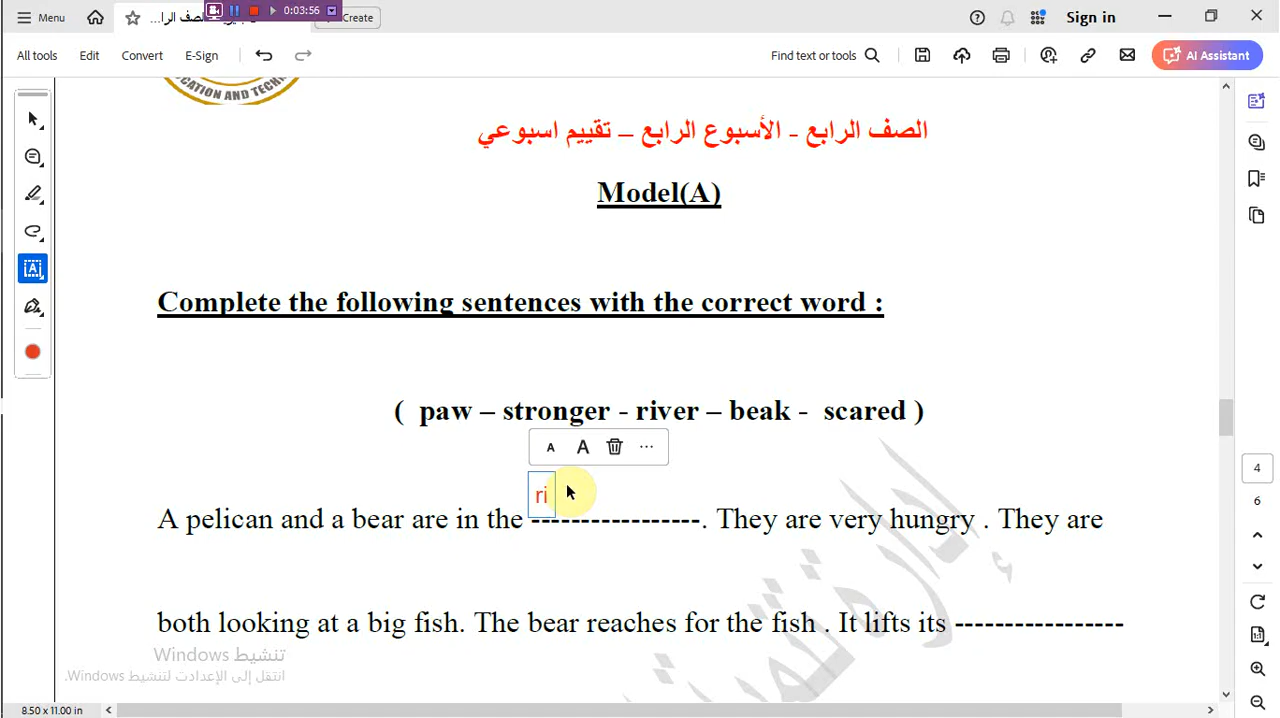 Menu
...الصف الرا
0:03:56
Create
Sign in
All tools
Edit
Convert
E-Sign
Find text or tools
AI Assistant
UCATION AND TECHN
الصف الرابع - الأسبوع الرابع – تقييم اسبوعي
Model(A)
Complete the following sentences with the correct word :
( paw – stronger - river – beak - scared )
A A ...
ri
A pelican and a bear are in the -----------------. They are very hungry . They are
both looking at a big fish. The bear reaches for the fish . It lifts its -----------------
تنشيط Windows
انتقل إلى الإعدادات لتنشيط Windows.
4
6
8.50 x 11.00 in